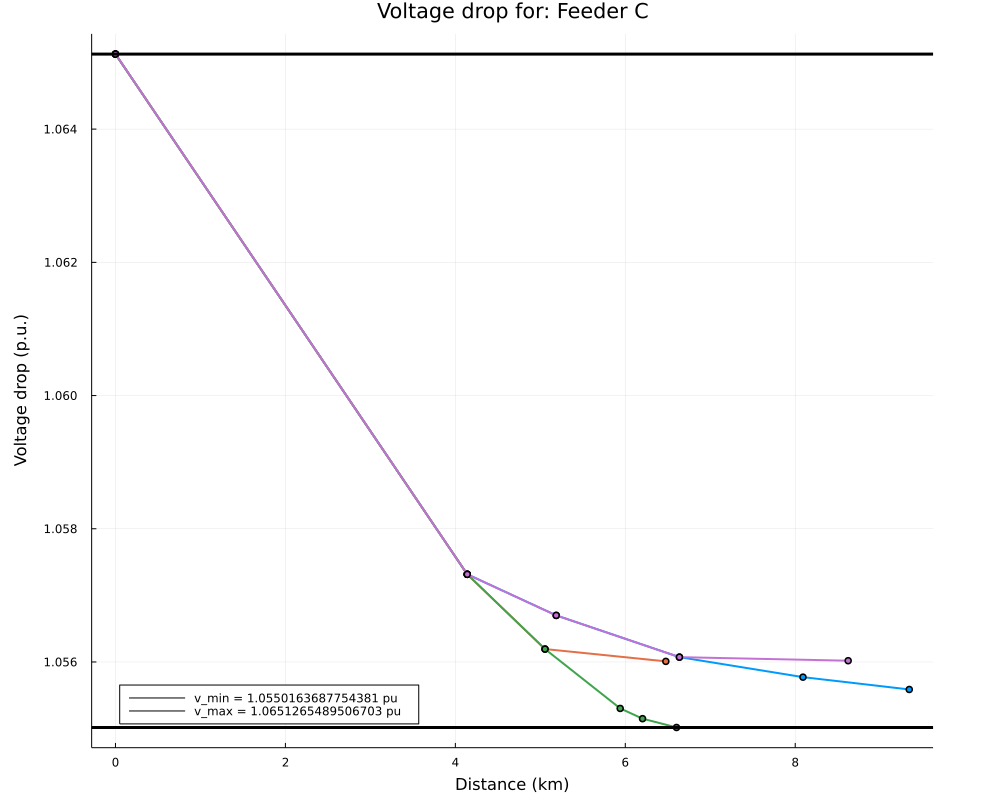 Voltage drop for: Feeder C
Voltage drop (p.u.)
1.064
1.062
1.060
1.058
1.056
v_min = 1.0550163687754381 pu
v_max = 1.0651265489506703 pu
0 2 4 6 8
Distance (km)